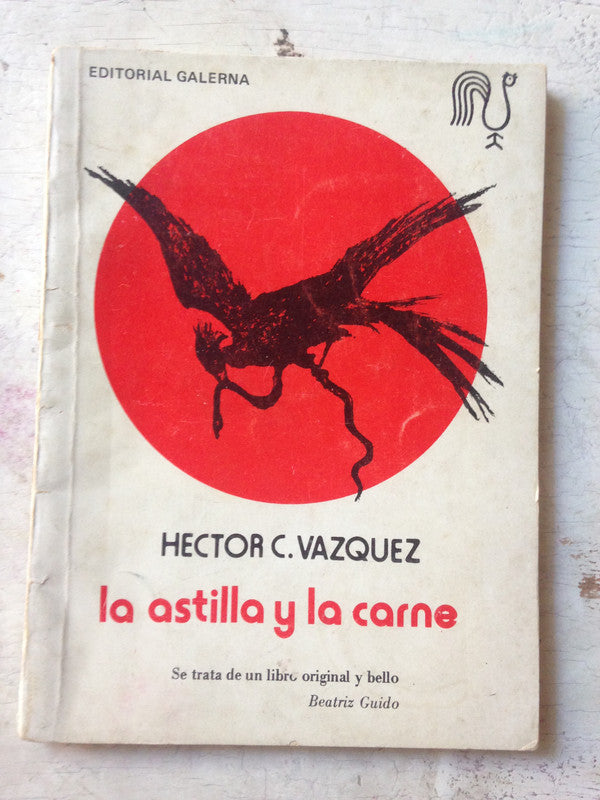 EDITORIAL GALERNA
HECTOR C. VAZQUEZ
la astilla y la carne
Se trata de un libro original y bello
Beatriz Guido